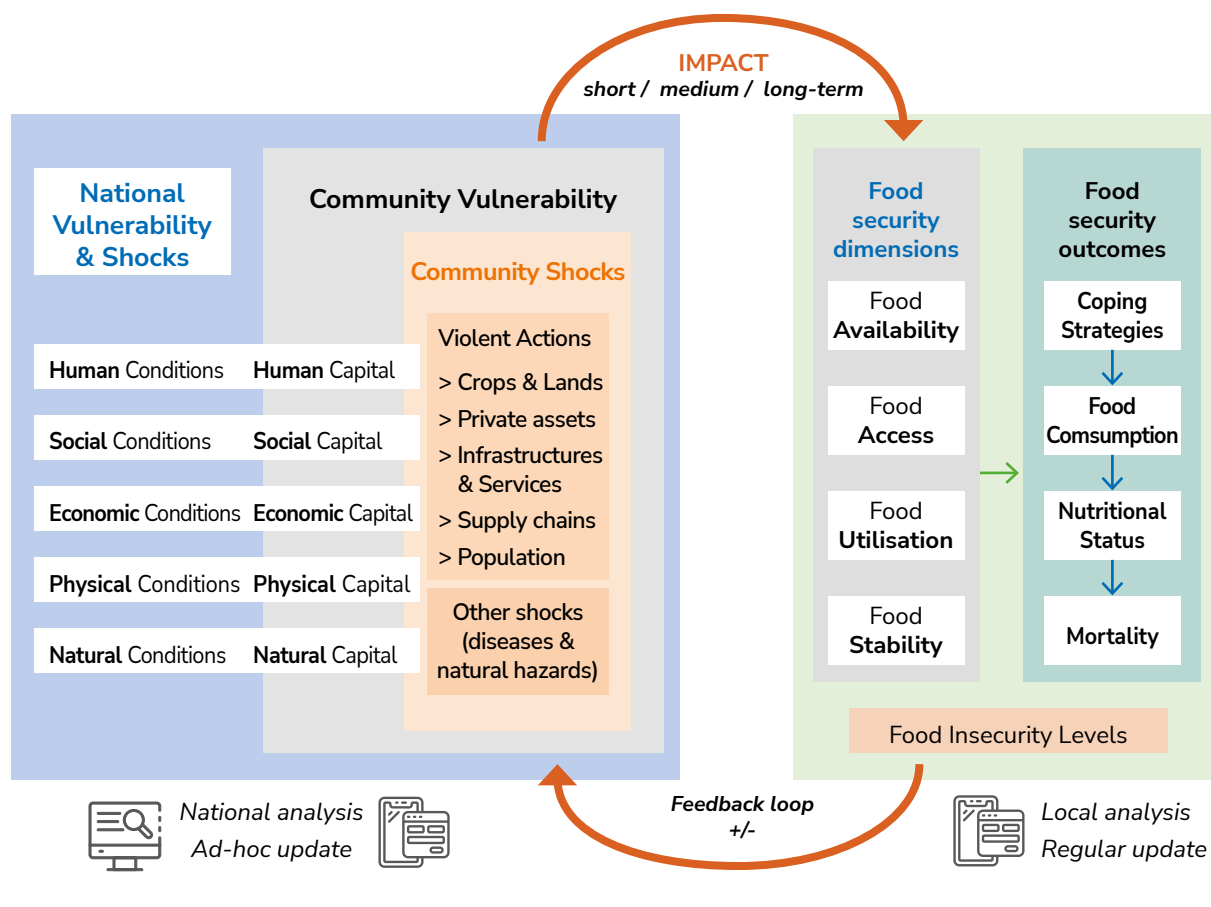 IMPACT
short / medium / long-term
National
Vulnerability
& Shocks
Community Vulnerability
Community Shocks
Human Conditions
Social Conditions
Economic Conditions
Physical Conditions
Natural Conditions
Human Capital
Social Capital
Economic Capital
Physical Capital
Natural Capital
Violent Actions
> Crops & Lands
> Private assets
> Infrastructures
& Services
> Supply chains
> Population
Other shocks
(diseases &
natural hazards)
Food
security
dimensions
Food
Availability
Food
Access
Food
Utilisation
Food
Stability
Food
security
outcomes
Coping
Strategies
Food
Comsumption
Nutritional
Status
Mortality
Food Insecurity Levels
National analysis
Ad-hoc update
Feedback loop
+/-
Local analysis
Regular update